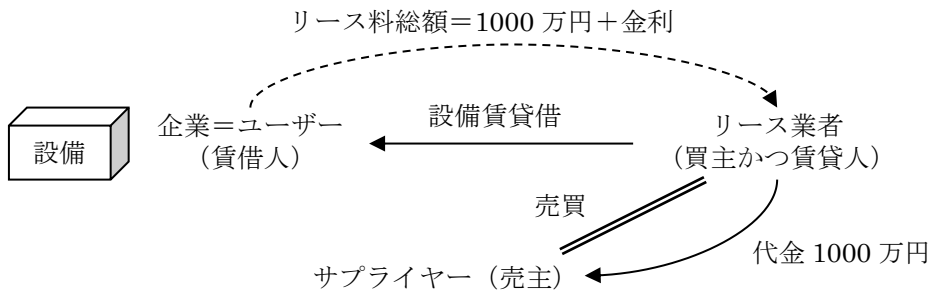 リース料総額＝1000 万円＋金利
設備
企業＝ユーザー
（賃借人）
設備賃貸借
リース業者
（買主かつ賃貸人）
売買
代金 1000 万円
サプライヤー（売主）